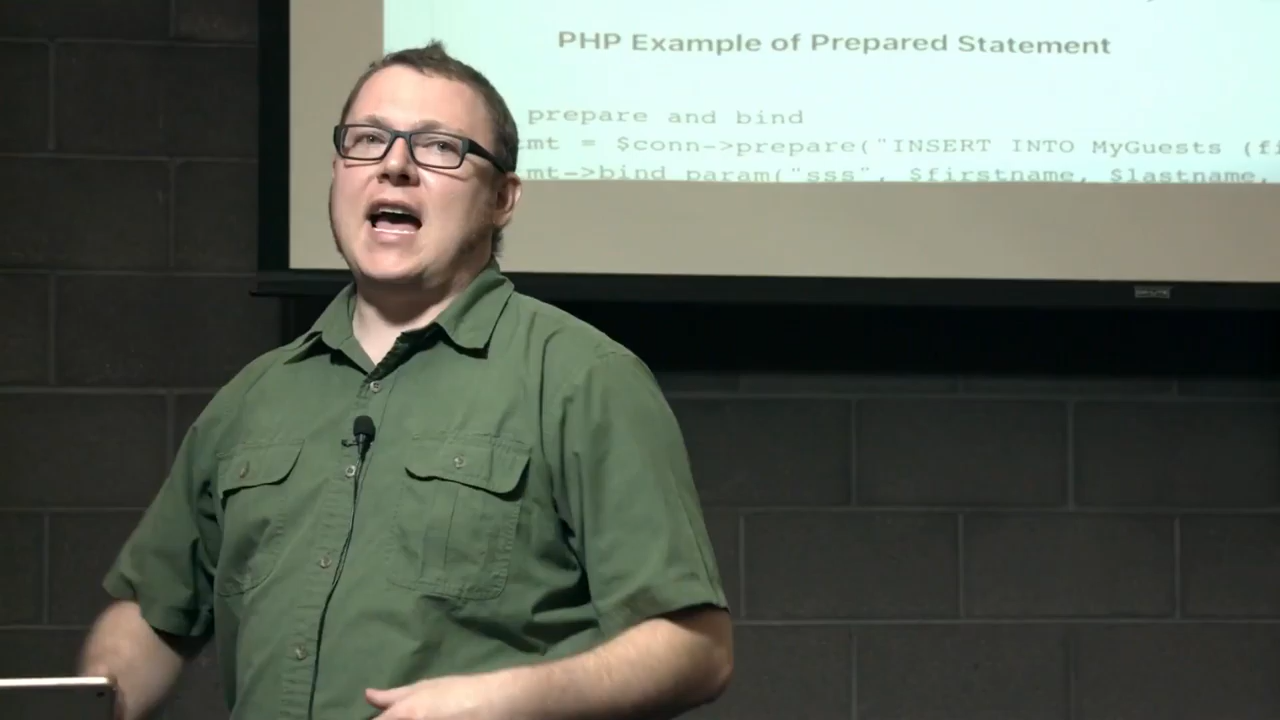 PHP Example of Prepared Statement
prepare and bind
tmt = $conn->prepare("INSERT INTO MyGuests (fi
mt->bind_param("sss", $firstname, $lastname,